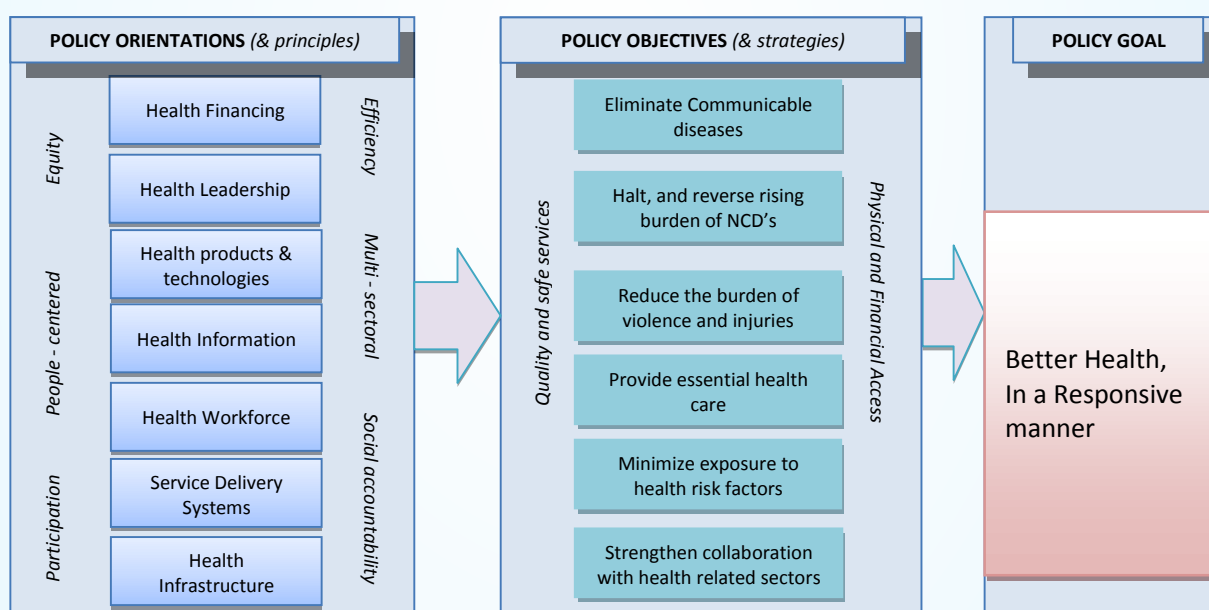 POLICY ORIENTATIONS (& principles)
Equity
People - centered
Participation
Health Financing
Health Leadership
Health products &
technologies
Health Information
Health Workforce
Service Delivery
Systems
Health
Infrastructure
Efficiency
Multi - sectoral
Social accountability
POLICY OBJECTIVES (& strategies)
Quality and safe services
Eliminate Communicable
diseases
Halt, and reverse rising
burden of NCD’s
Reduce the burden of
violence and injuries
Provide essential health
care
Minimize exposure to
health risk factors
Strengthen collaboration
with health related sectors
Physical and Financial Access
POLICY GOAL
Better Health,
In a Responsive
manner